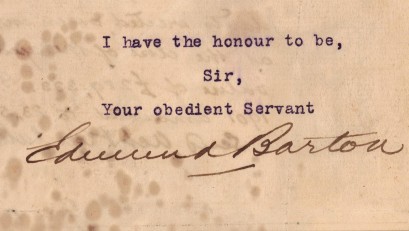 I have the honour to be,
Sir,
Your obedient Servant
Edmund Barton